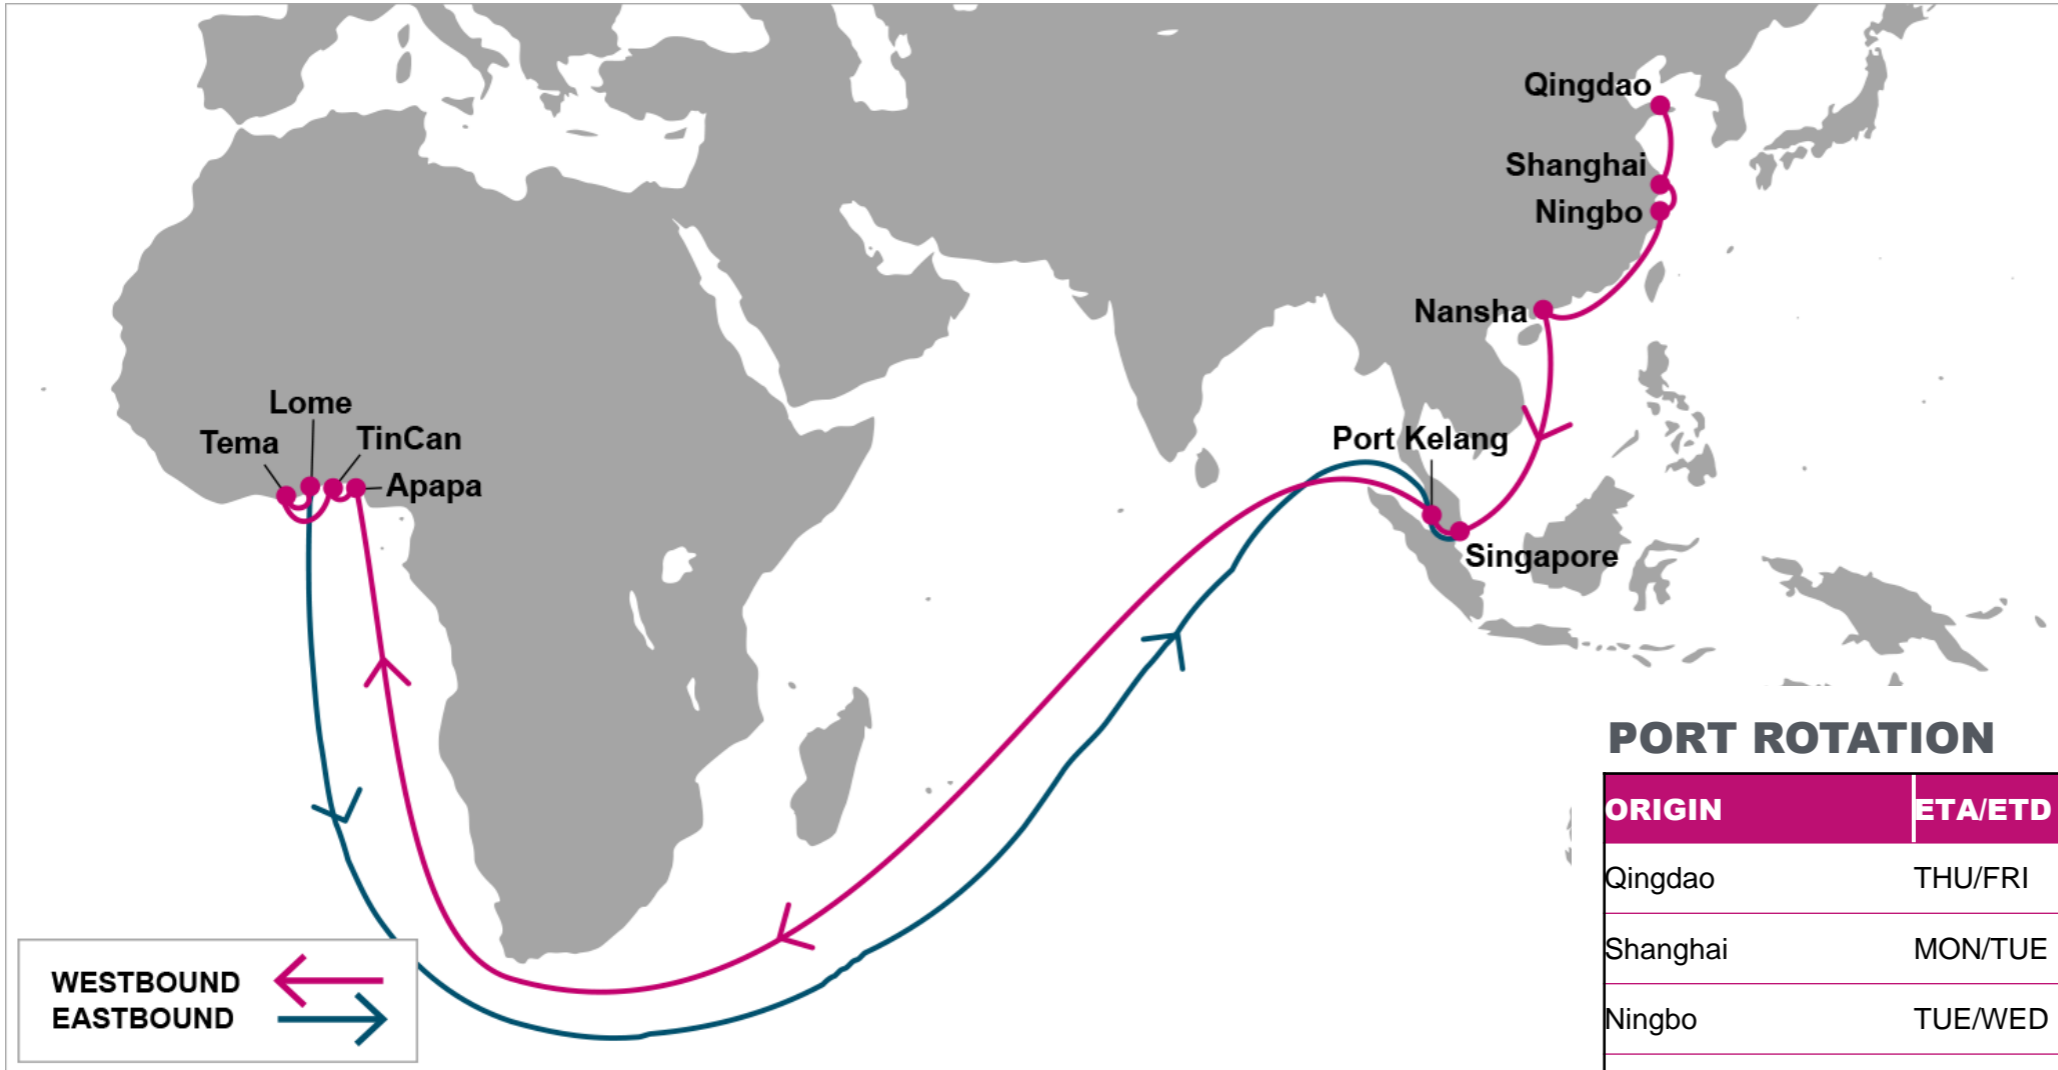 Qingdao
Shanghai
Ningbo
Nansha
Lome
Tema
TinCan
Apapa
Port Kelang
Singapore
PORT ROTATION
ORIGIN ETA/ETD
Qingdao THU/FRI
Shanghai MON/TUE
Ningbo TUE/WED
WESTBOUND
EASTBOUND